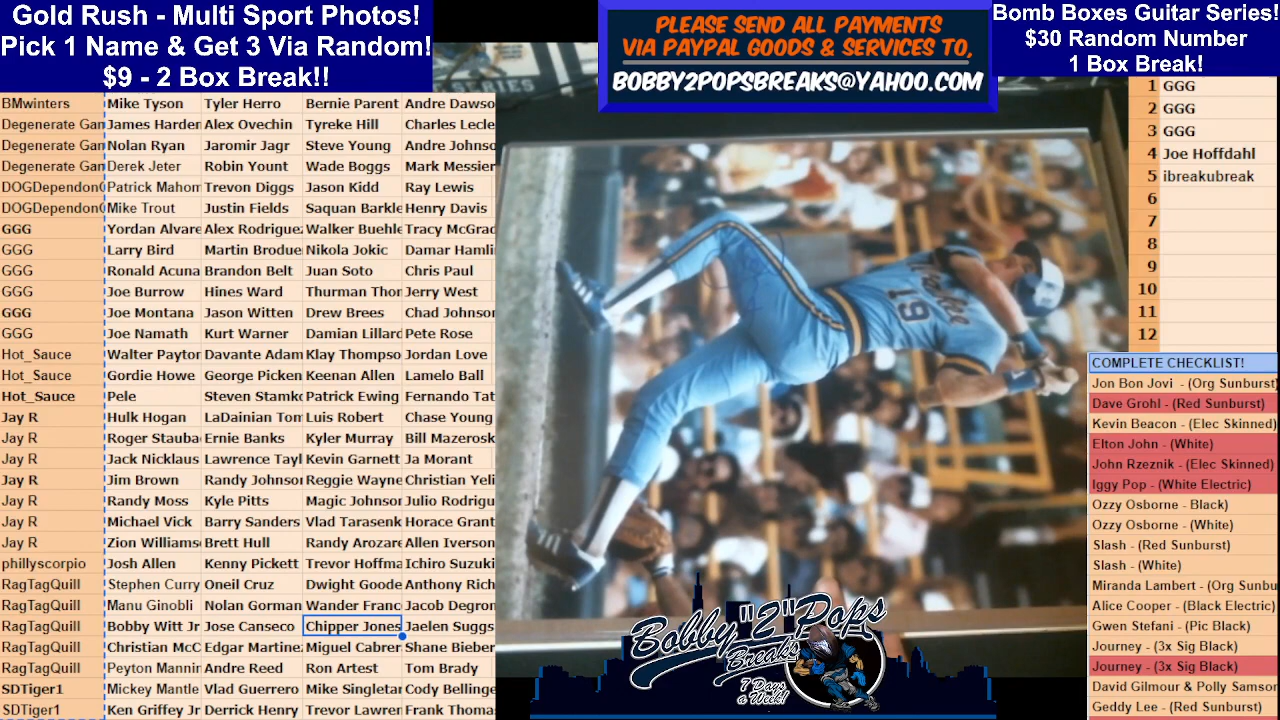 Gold Rush - Multi Sport Photos!
Pick 1 Name & Get 3 Via Random!
$9 - 2 Box Break!!
PLEASE SEND ALL PAYMENTS
VIA PAYPAL GOODS & SERVICES TO,
BOBBY2POPSBREAKS@YAHOO.COM
Bomb Boxes Guitar Series!
$30 Random Number
1 Box Break!
BMwinters Mike Tyson Tyler Herro Bernie Parent Andre Dawso
Degenerate Gan James Harder Alex Ovechin Tyreke Hill Charles Lecle
Degenerate Gan Nolan Ryan Jaromir Jagr Steve Young Andre Johnso
Degenerate Gan Derek Jeter Robin Yount Wade Boggs Mark Messier
DOGDependonC Patrick Mahom Trevon Diggs Jason Kidd Ray Lewis
DOGDependonC Mike Trout Justin Fields Saquan Barkle Henry Davis
GGG Yordan Alvare Alex Rodriguez Walker Buehle Tracy McGrad
GGG Larry Bird Martin Brodue Nikola Jokic Damar Hamli
GGG Ronald Acuna Brandon Belt Juan Soto Chris Paul
GGG Joe Burrow Hines Ward Thurman Thor Jerry West
GGG Joe Montana Jason Witten Drew Brees Chad Johnson
GGG Joe Namath Kurt Warner Damian Lillard Pete Rose
Hot_Sauce Walter Payton Davante Adam Klay Thompso Jordan Love
Hot_Sauce Gordie Howe George Picken Keenan Allen Lamelo Ball
Hot_Sauce Pele Steven Stamk Patrick Ewing Fernando Tat
Jay R Hulk Hogan LaDainian Tom Luis Robert Chase Young
Jay R Roger Stauba Ernie Banks Kyler Murray Bill Mazerosk
Jay R Jack Nicklaus Lawrence Tayl Kevin Garnett Ja Morant
Jay R Jim Brown Randy Johnson Reggie Wayne Christian Yeli
Jay R Randy Moss Kyle Pitts Magic Johnson Julio Rodrigu
Jay R Michael Vick Barry Sanders Vlad Tarasenk Horace Grant
Jay R Zion Williams Brett Hull Randy Arozare Allen Iverson
phillyscorpio Josh Allen Kenny Pickett Trevor Hoffma Ichiro Suzuki
RagTagQuill Stephen Curry Oneil Cruz Dwight Goode Anthony Rich
RagTagQuill Manu Ginobli Nolan Gorman Wander Franc Jacob Degron
RagTagQuill Bobby Witt Jr Jose Canseco Chipper Jones Jaelen Suggs
RagTagQuill Christian McC Edgar Martinez Miguel Cabrer Shane Bieber
RagTagQuill Peyton Mannin Andre Reed Ron Artest Tom Brady
SDTiger1 Mickey Mantle Vlad Guerrero Mike Singletar Cody Bellinge
SDTiger1 Ken Griffey Jr Derrick Henry Trevor Lawren Frank Thoma
19
Bobby "2" Pops
Breaks
7 Days
a Week!
1 GGG
2 GGG
3 GGG
4 Joe Hoffdahl
5 ibreakubreak
6
7
8
9
10
11
12
COMPLETE CHECKLIST!
Jon Bon Jovi - (Org Sunburst)
Dave Grohl - (Red Sunburst)
Kevin Beacon - (Elec Skinned)
Elton John - (White)
John Rzeznik - (Elec Skinned)
Iggy Pop - (White Electric)
Ozzy Osborne - Black)
Ozzy Osborne - (White)
Slash - (Red Sunburst)
Slash - (White)
Miranda Lambert - (Org Sunbu
Alice Cooper - (Black Electric)
Gwen Stefani - (Pic Black)
Journey - (3x Sig Black)
Journey - (3x Sig Black)
David Gilmour & Polly Samson
Geddy Lee - (Red Sunburst)